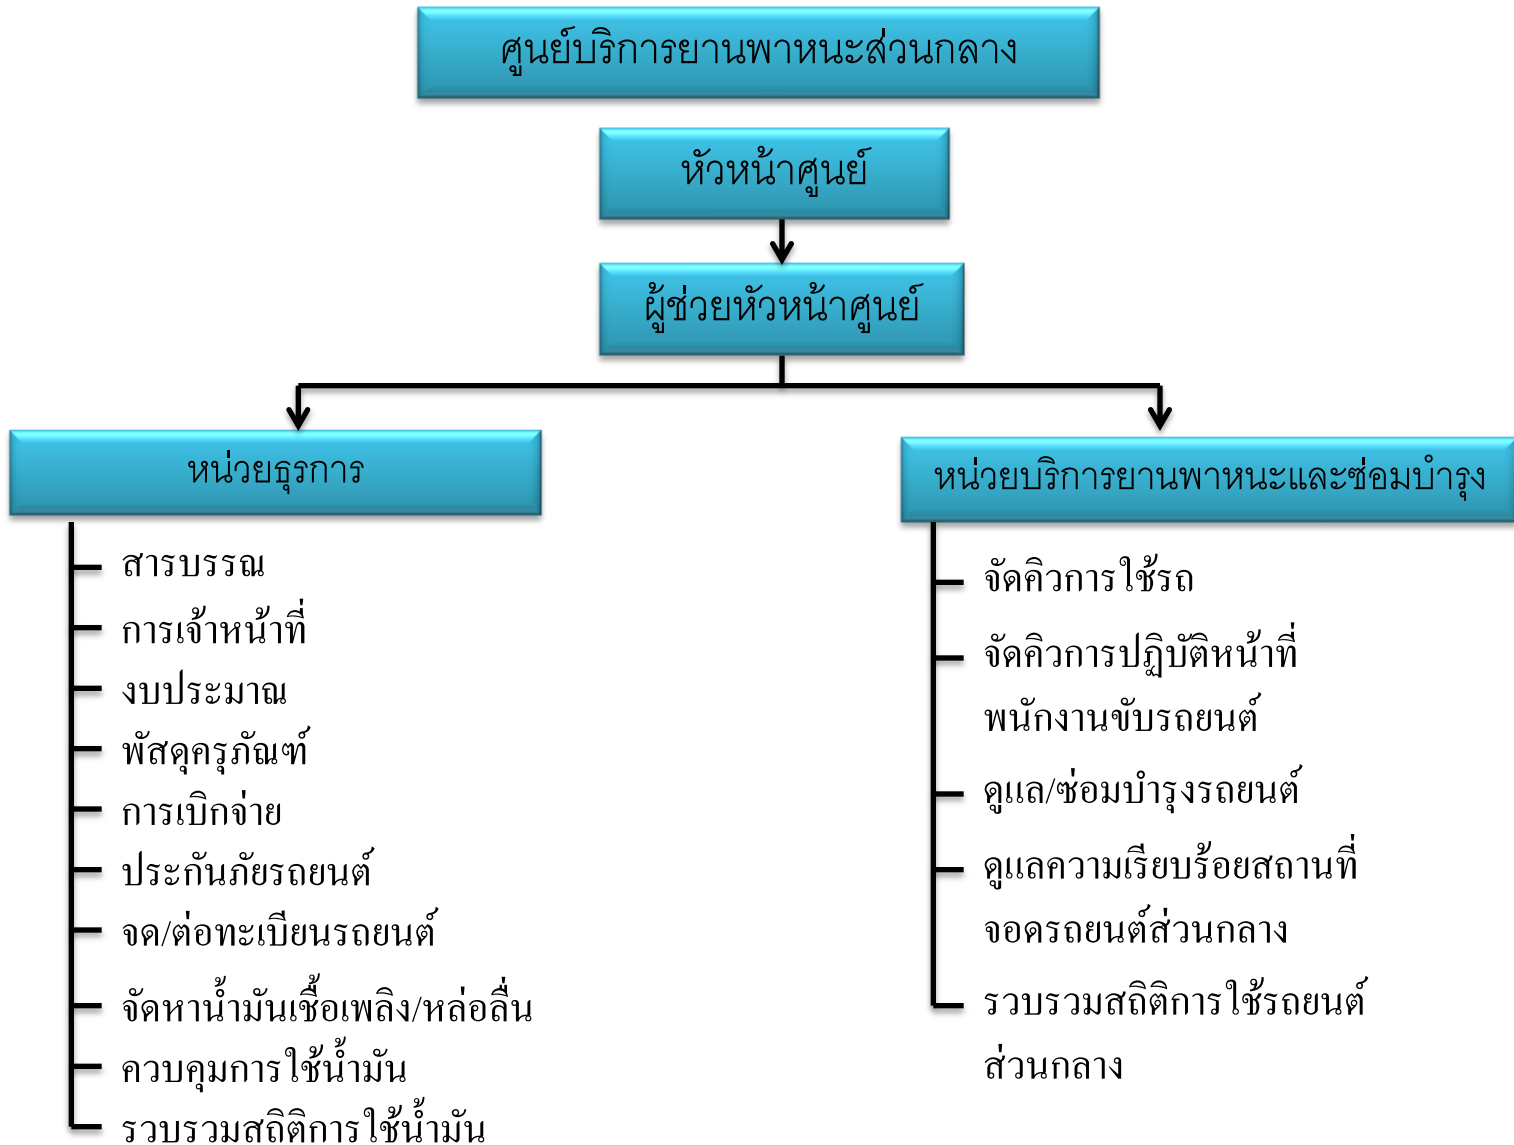 ศูนย์บริการยานพาหนะส่วนกลาง
หัวหน้าศูนย์
ผู้ช่วยหัวหน้าศูนย์
หน่วยธุรการ
สารบรรณ
การเจ้าหน้าที่
งบประมาณ
พัสดุครุภัณฑ์
การเบิกจ่าย
ประกันภัยรถยนต์
จด/ต่อทะเบียนรถยนต์
จัดหาน้ำมันเชื้อเพลิง/หล่อลื่น
ควบคุมการใช้น้ำมัน
รวบรวมสถิติการใช้น้ำมัน
หน่วยบริการยานพาหนะและซ่อมบำรุง
จัดคิวการใช้รถ
จัดคิวการปฏิบัติหน้าที่
พนักงานขับรถยนต์
ดูแล/ซ่อมบำรุงรถยนต์
ดูแลความเรียบร้อยสถานที่
จอดรถยนต์ส่วนกลาง
รวบรวมสถิติการใช้รถยนต์
ส่วนกลาง